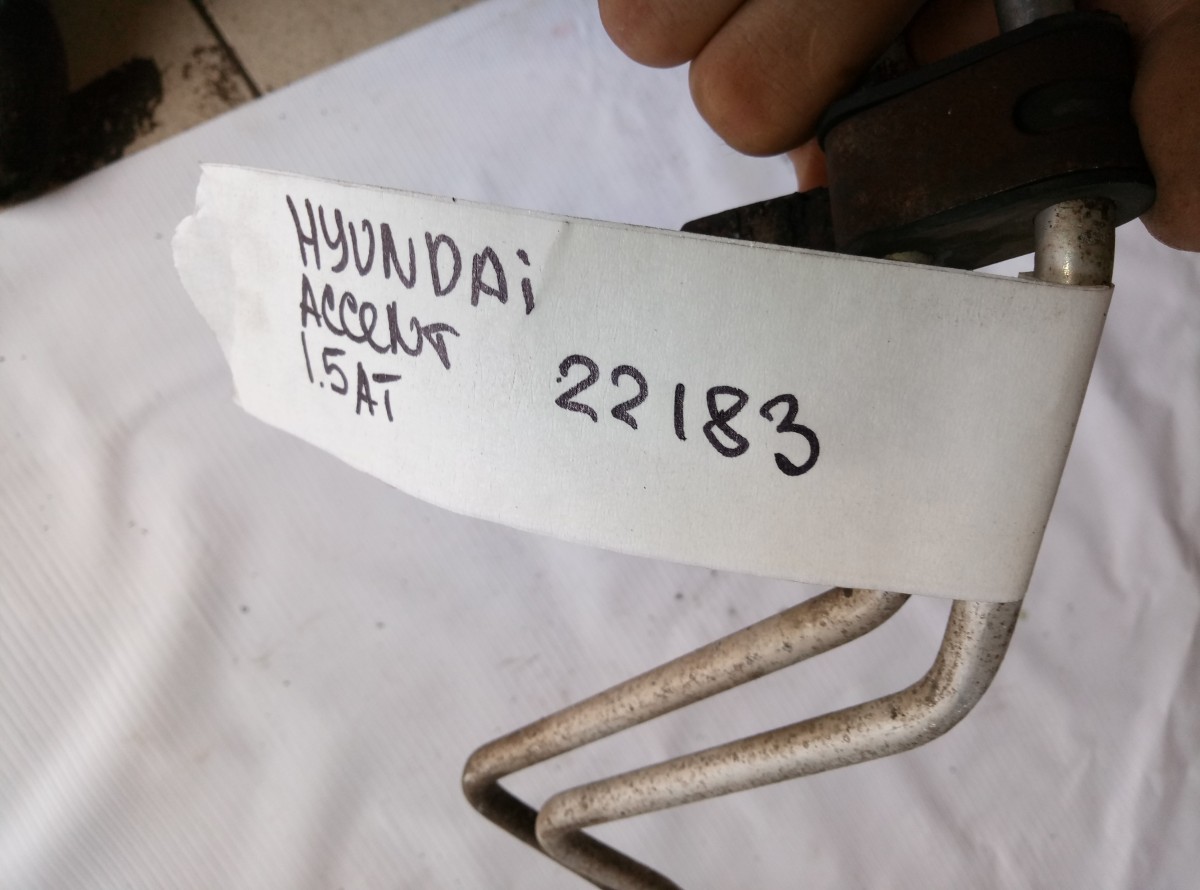 HYUNDAi
ACCENT
1.5AT
22183